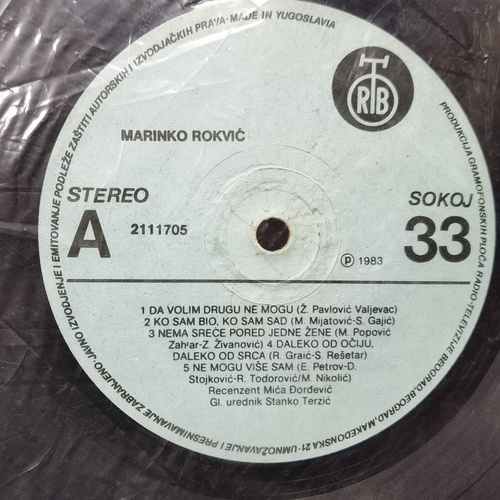 JAVNO IZVODJENJE I EMITOVANJE PODLEŽE ZAŠTITI AUTORSKIH I IZVODJAČKIH PRAVA · MADE IN YUGOSLAVIA
RTB
MARINKO ROKVIĆ
STEREO
SOKOJ
A
2111705
33
P 1983
1 DA VOLIM DRUGU NE MOGU (Ž. Pavlović Valjevac)
2 KO SAM BIO, KO SAM SAD (M. Mijatović-S. Gajić)
3 NEMA SREĆE PORED JEDNE ŽENE (M. Popović
Zahar-Z. Živanović) 4 DALEKO OD OČIJU,
DALEKO OD SRCA (R. Graić-S. Rešetar)
5 NE MOGU VIŠE SAM (E. Petrov-D.
Stojković-R. Todorović/M. Nikolić)
Recenzent Mića Đorđević
Gl. urednik Stanko Terzić
PRODUKCIJA GRAMOFONSKIH PLOČA RADIO-TELEVIZIJE BEOGRAD, BEOGRAD, MAKEDONSKA 21 · UMNOŽAVANJE I PRESNIMAVANJE ZABRANJENO ·